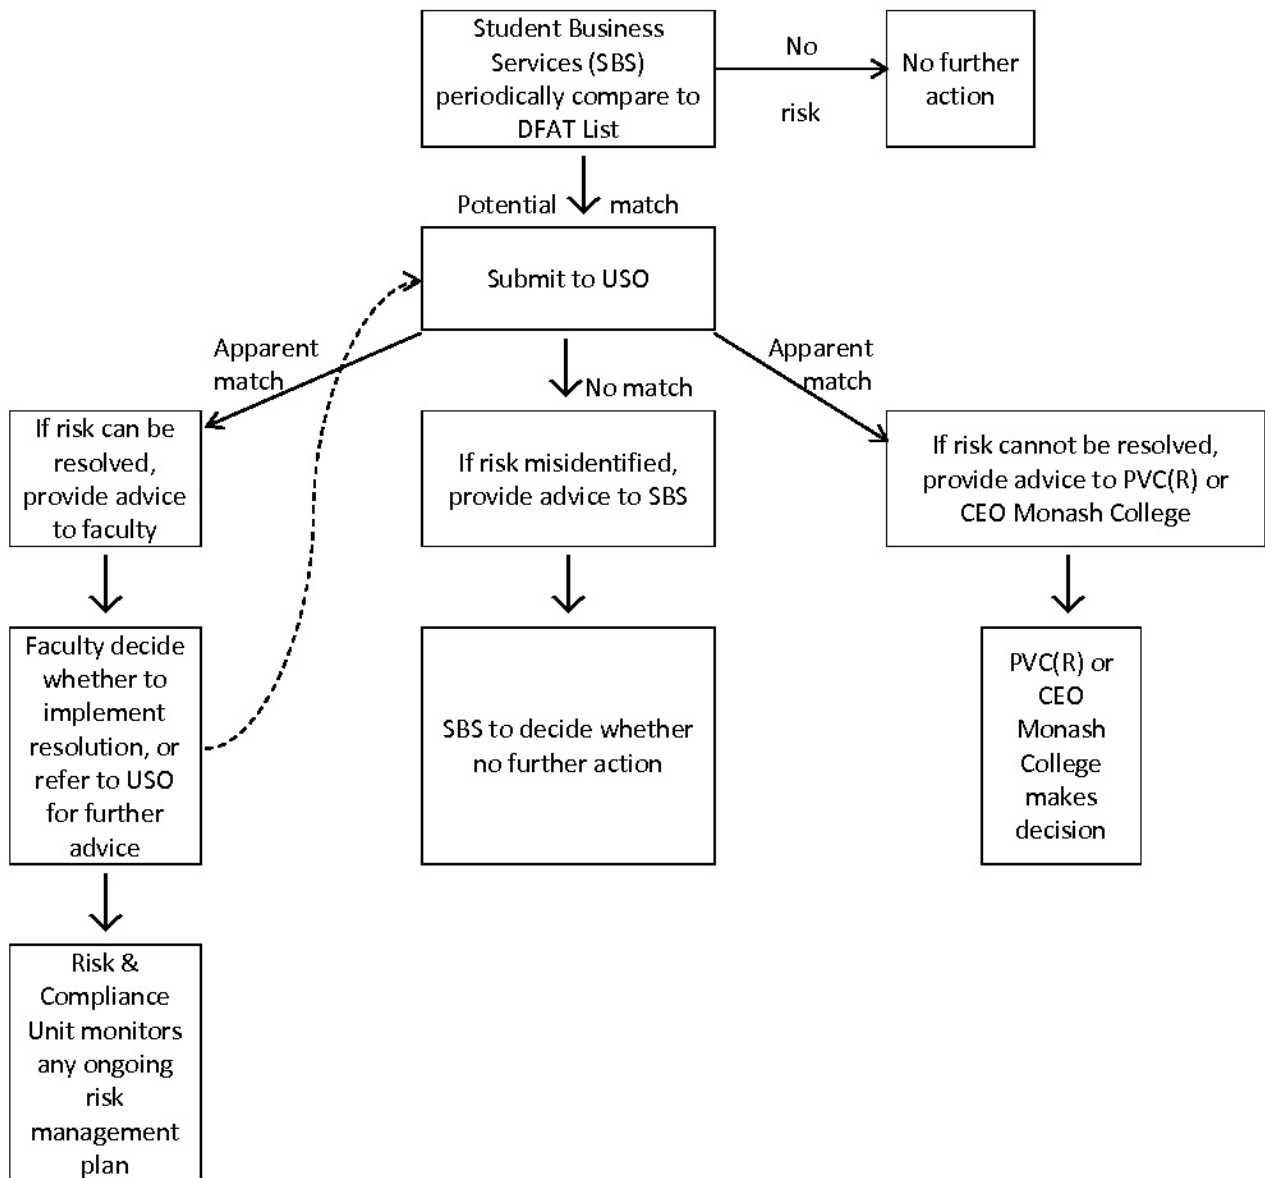 Student Business
Services (SBS)
periodically compare to
DFAT List
No
risk
No further
action
Potential match
Submit to USO
Apparent
match
No match
Apparent
match
If risk can be
resolved,
provide advice
to faculty
If risk misidentified,
provide advice to SBS
If risk cannot be resolved,
provide advice to PVC(R) or
CEO Monash College
Faculty decide
whether to
implement
resolution, or
refer to USO
for further
advice
SBS to decide whether
no further action
PVC(R) or
CEO
Monash
College
makes
decision
Risk &
Compliance
Unit monitors
any ongoing
risk
management
plan